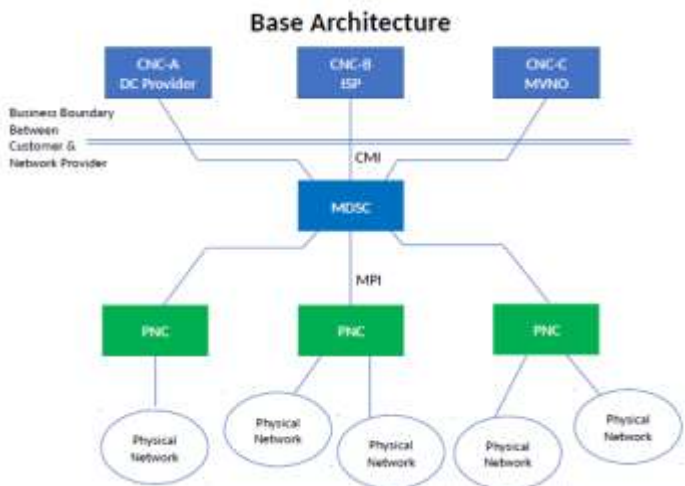 Base Architecture
CNC-A
DC Provider
CNC-B
ISP
CNC-C
MVNO
Business Boundary
Between
Customer &
Network Provider
CMI
MDSC
MPI
PNC
PNC
PNC
Physical
Network
Physical
Network
Physical
Network
Physical
Network
Physical
Network